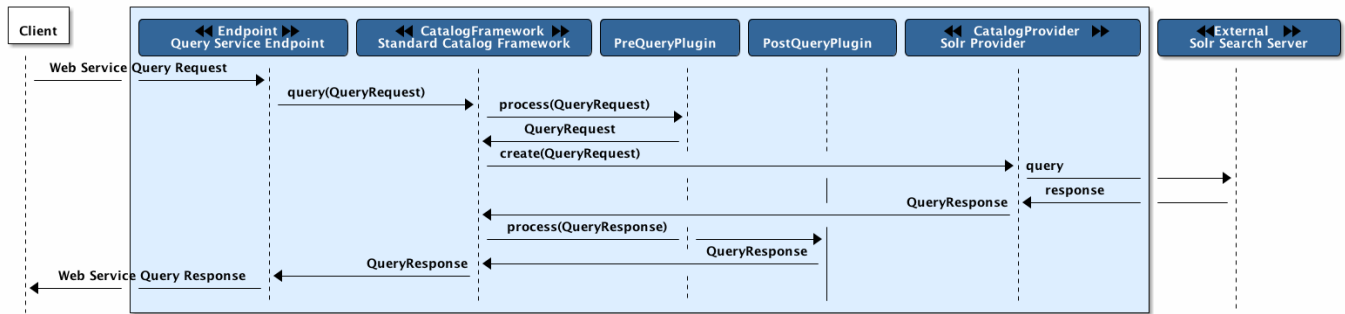 Client
Endpoint
Query Service Endpoint
CatalogFramework
Standard Catalog Framework
PreQueryPlugin
PostQueryPlugin
CatalogProvider
Solr Provider
External
Solr Search Server
Web Service Query Request
query(QueryRequest)
process(QueryRequest)
QueryRequest
create(QueryRequest)
query
response
QueryResponse
process(QueryResponse)
QueryResponse
QueryResponse
Web Service Query Response